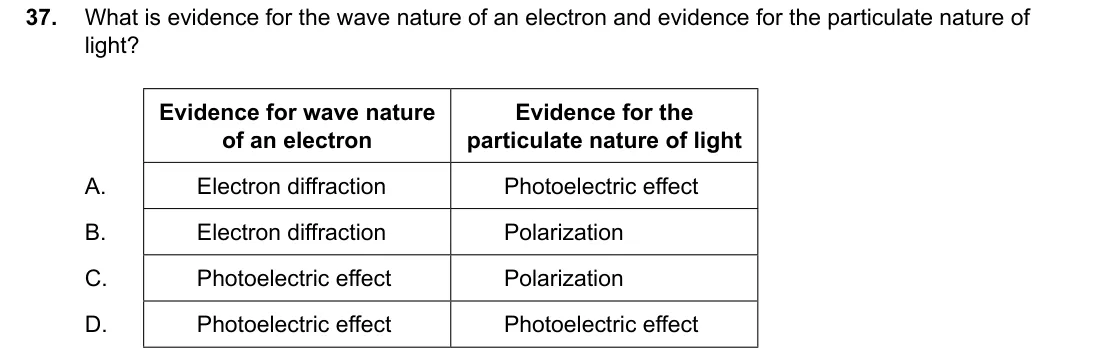 37. What is evidence for the wave nature of an electron and evidence for the particulate nature of
light?
Evidence for wave nature Evidence for the
of an electron particulate nature of light
A. Electron diffraction Photoelectric effect
B. Electron diffraction Polarization
C. Photoelectric effect Polarization
D. Photoelectric effect Photoelectric effect